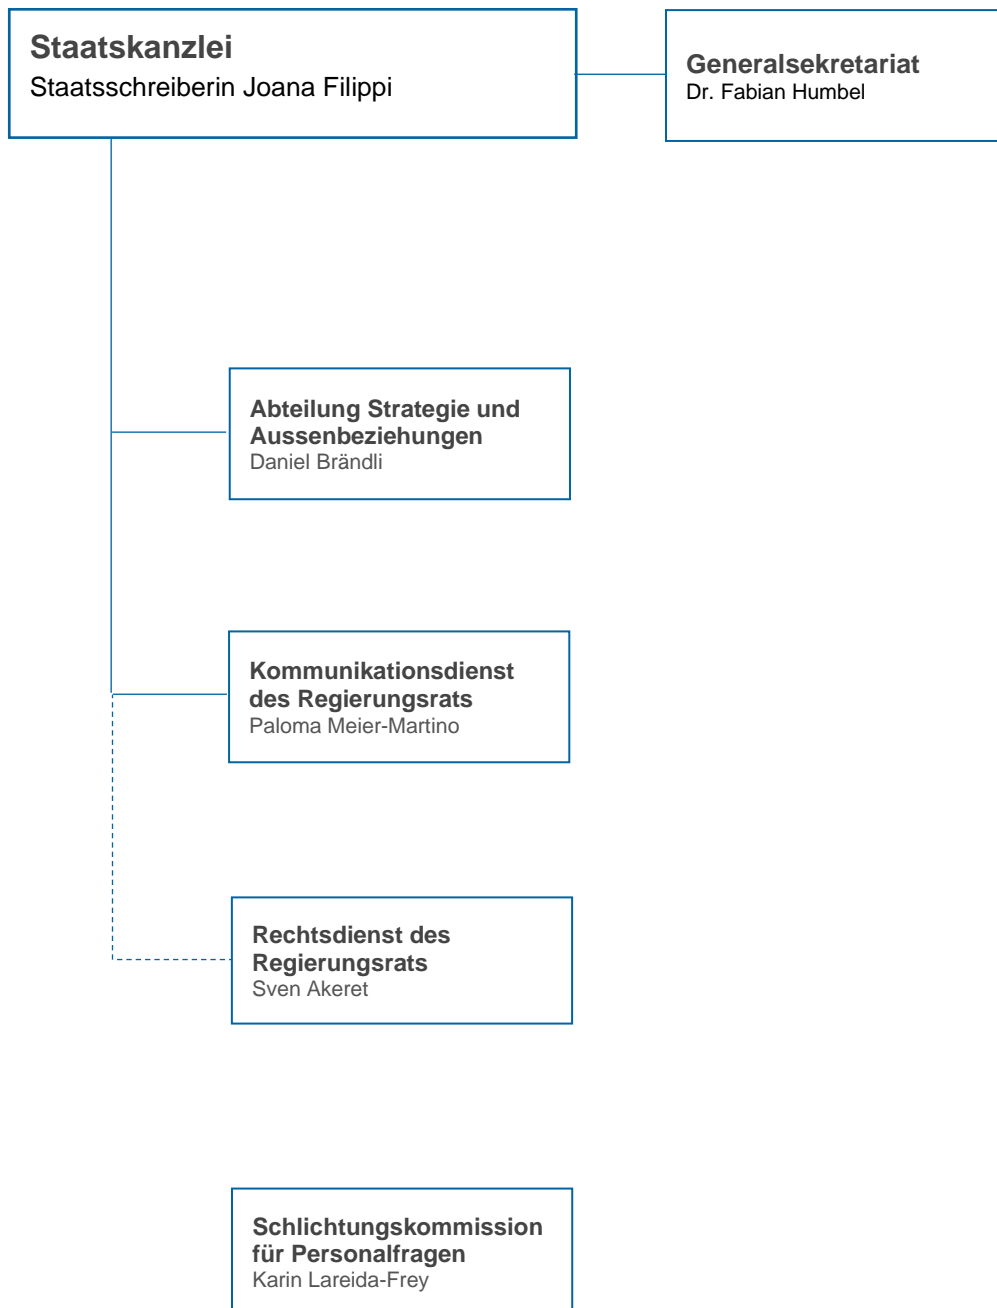 Staatskanzlei
Staatsschreiberin Joana Filippi
Generalsekretariat
Dr. Fabian Humbel
Abteilung Strategie und
Aussenbeziehungen
Daniel Brändli
Kommunikationsdienst
des Regierungsrats
Paloma Meier-Martino
Rechtsdienst des
Regierungsrats
Sven Akeret
Schlichtungskommission
für Personalfragen
Karin Lareida-Frey